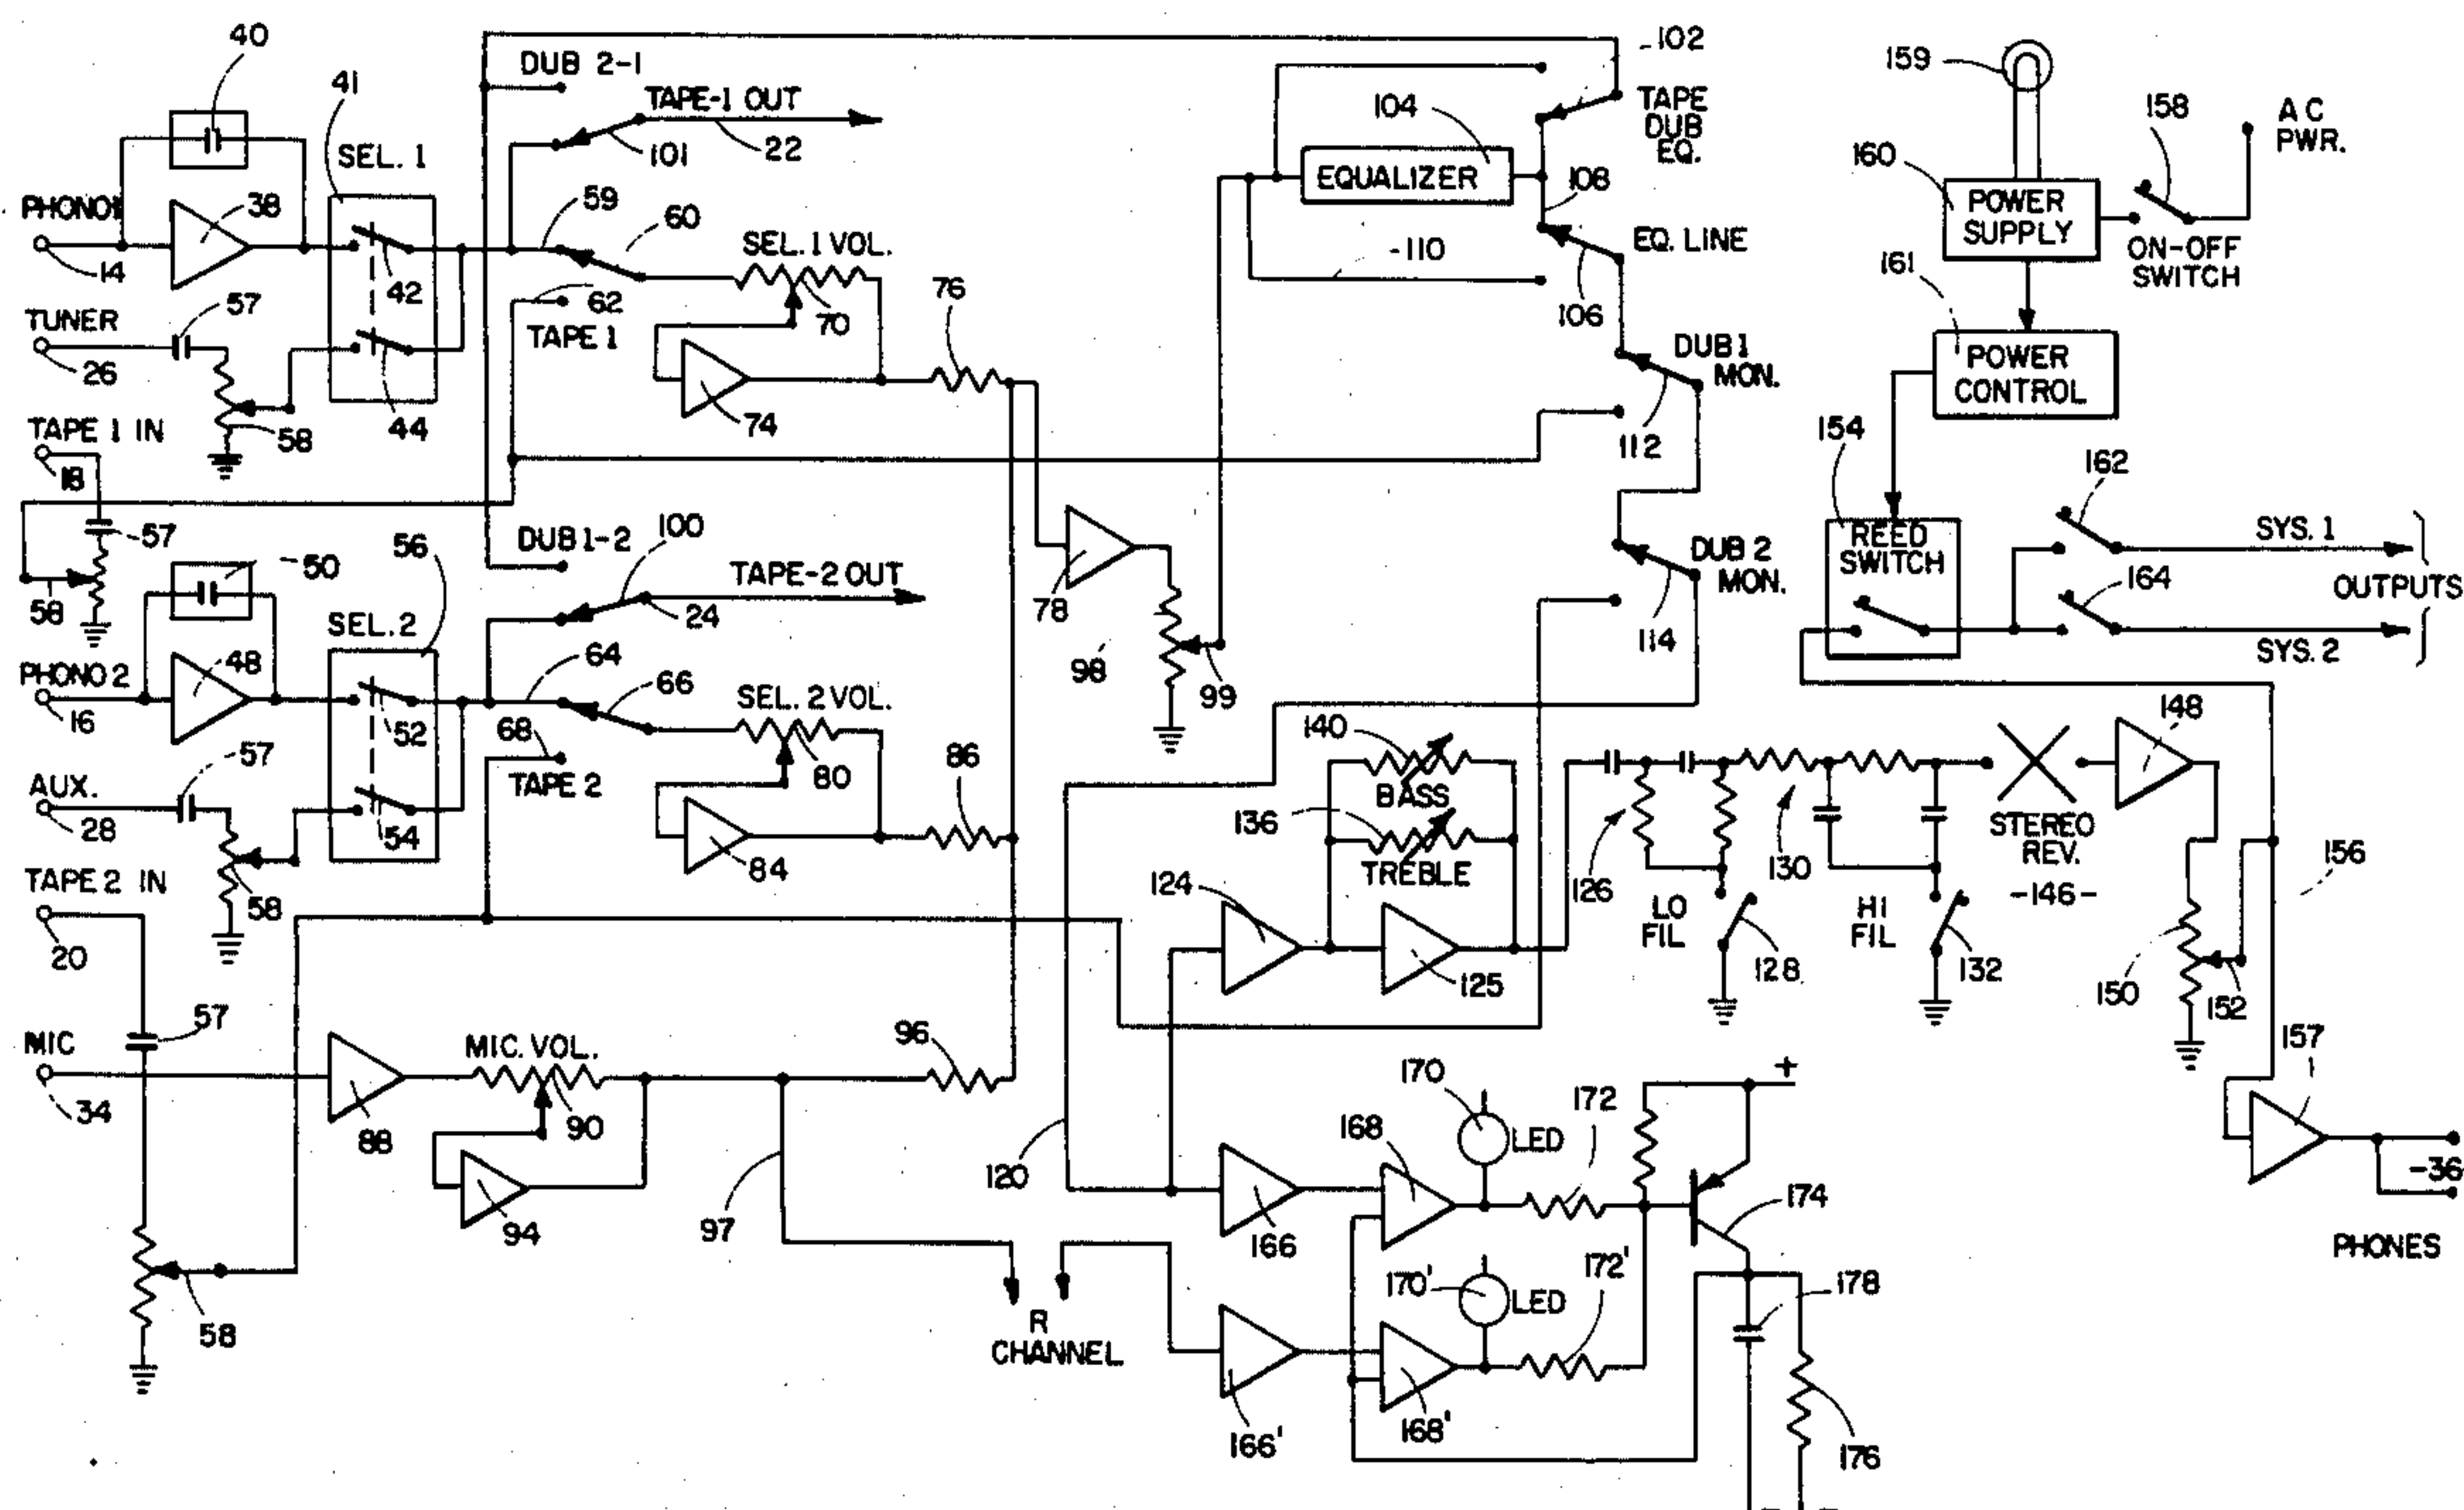 40
41
DUB 2-1
TAPE-1 OUT
101
22
SEL. 1
PHONO 1
38
14
42
59
60
SEL. 1 VOL.
62
70
TAPE 1
76
74
TUNER
57
26
58
44
TAPE 1 IN
18
57
58
102
TAPE
DUB
EQ.
104
EQUALIZER
108
EQ. LINE
-110
106
DUB 1
MON.
112
DUB 2
MON.
114
159
158
A C
PWR.
160
POWER
SUPPLY
ON-OFF
SWITCH
161
POWER
CONTROL
154
REED
SWITCH
162
SYS. 1
164
OUTPUTS
SYS. 2
DUB 1-2
100
TAPE-2 OUT
24
56
-50
SEL. 2
PHONO 2
48
16
52
64
66
SEL. 2 VOL.
68
80
TAPE 2
86
84
78
98
99
AUX.
57
28
58
54
TAPE 2 IN
20
57
MIC
34
88
MIC. VOL.
90
94
96
97
58
140
BASS
136
TREBLE
124
125
126
LO
FIL
128
130
HI
FIL
132
STEREO
REV.
-146-
148
156
150
152
157
-36
PHONES
120
R
CHANNEL
170
LED
172
168
166
+
174
170'
LED
172'
178
166'
168'
176